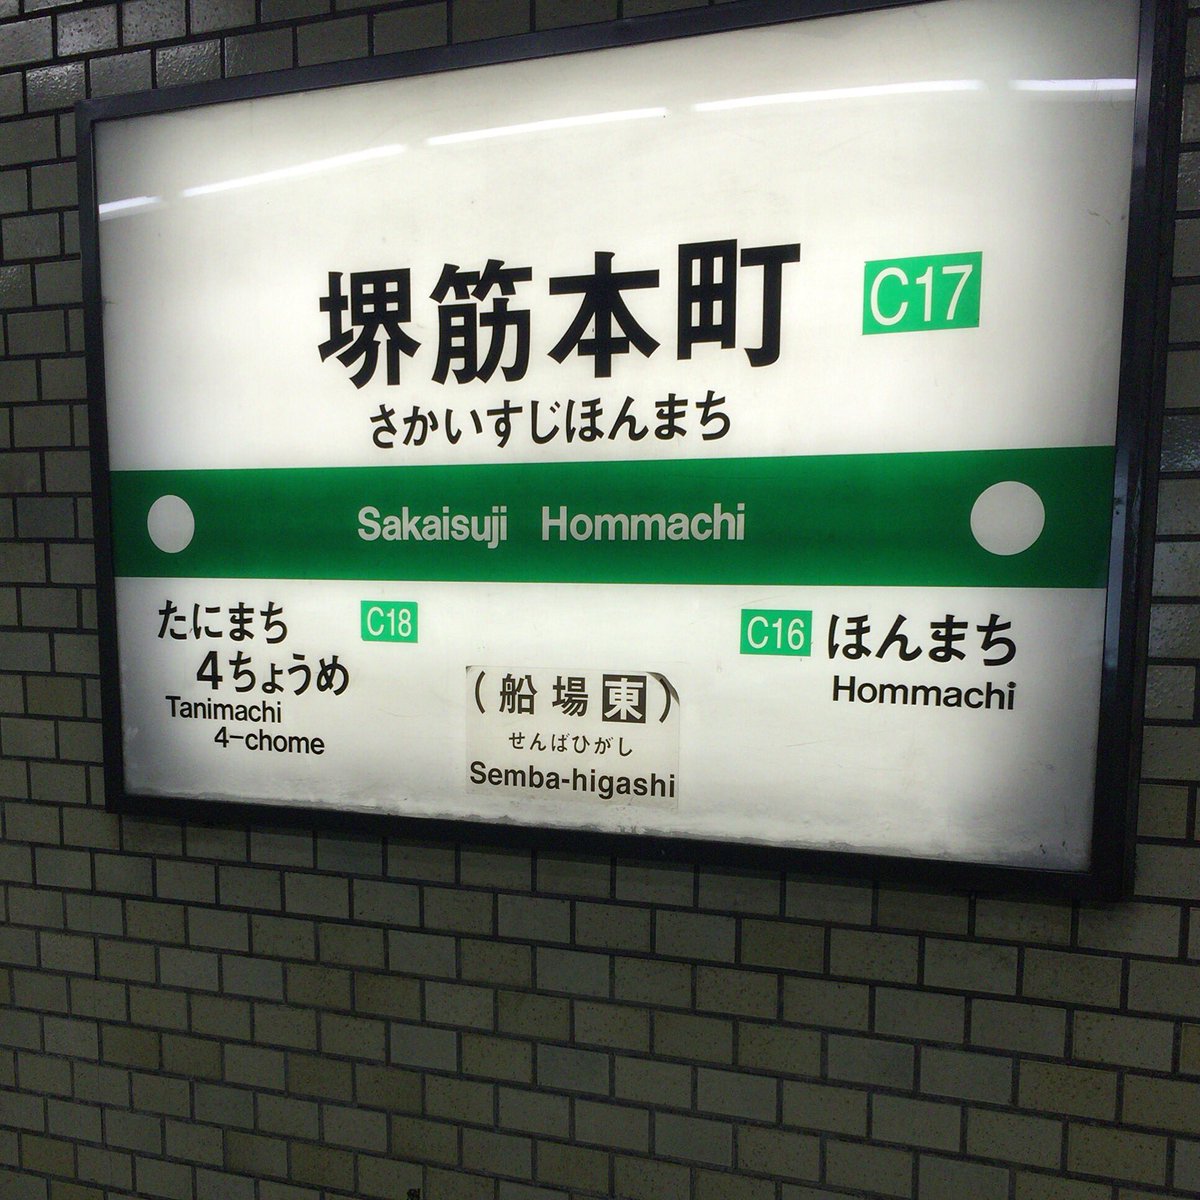 堺筋本町 C17
さかいすじほんまち
Sakaisuji Hommachi
たにまち C18
4ちょうめ
Tanimachi
4-chome
(船場東)
せんばひがし
Semba-higashi
C16 ほんまち
Hommachi